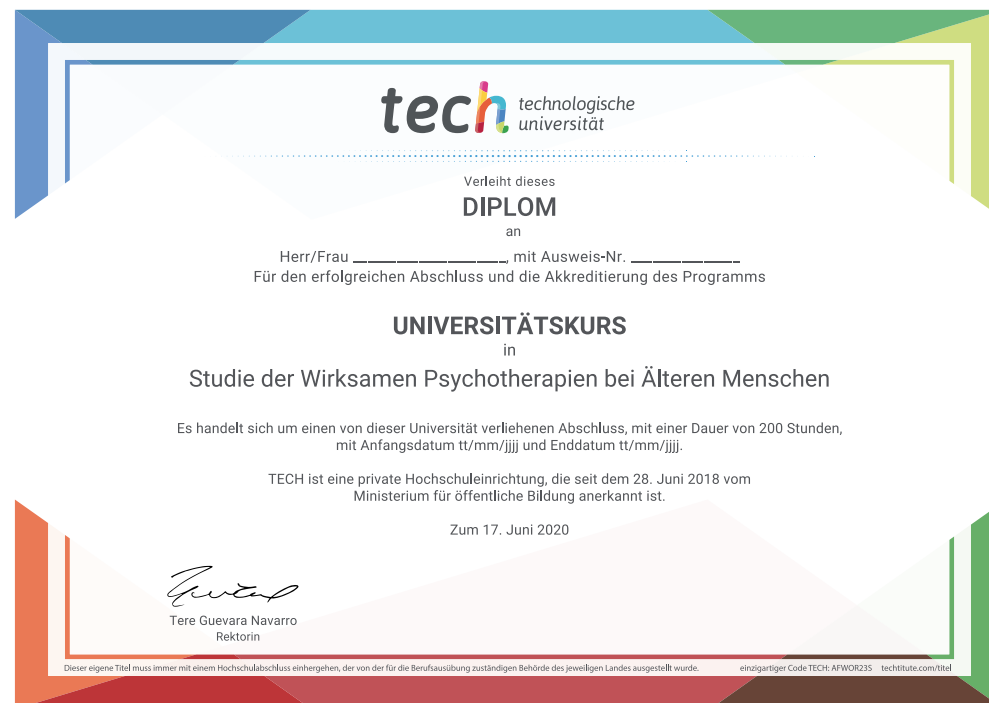 tech technologische
universität
Verleiht dieses
DIPLOM
an
Herr/Frau ____________________, mit Ausweis-Nr. ______________
Für den erfolgreichen Abschluss und die Akkreditierung des Programms
UNIVERSITÄTSKURS
in
Studie der Wirksamen Psychotherapien bei Älteren Menschen
Es handelt sich um einen von dieser Universität verliehenen Abschluss, mit einer Dauer von 200 Stunden,
mit Anfangsdatum tt/mm/jjjj und Enddatum tt/mm/jjjj.
TECH ist eine private Hochschuleinrichtung, die seit dem 28. Juni 2018 vom
Ministerium für öffentliche Bildung anerkannt ist.
Zum 17. Juni 2020
Tere Guevara Navarro
Rektorin
Dieser eigene Titel muss immer mit einem Hochschulabschluss einhergehen, der von der für die Berufsausübung zuständigen Behörde des jeweiligen Landes ausgestellt wurde. einzigartiger Code TECH: AFWOR23S techtitute.com/titel